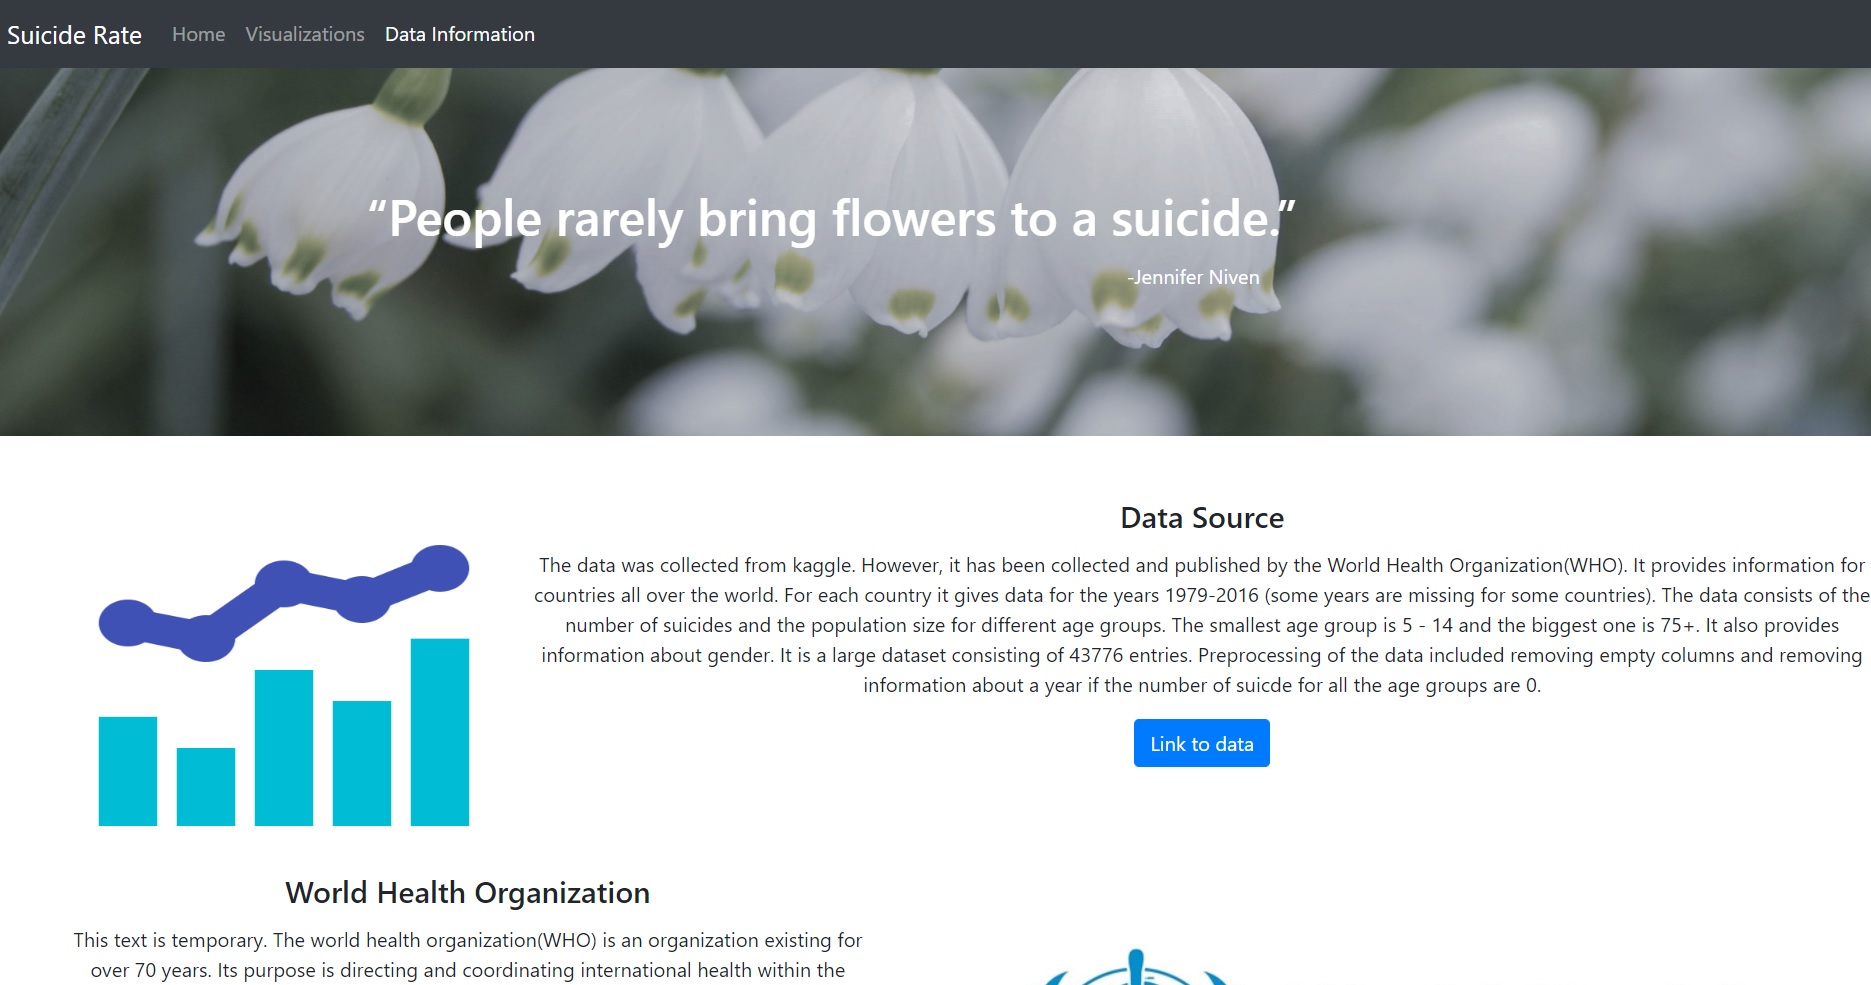 Suicide Rate Home Visualizations Data Information
“People rarely bring flowers to a suicide.”
-Jennifer Niven
Data Source
The data was collected from kaggle. However, it has been collected and published by the World Health Organization(WHO). It provides information for
countries all over the world. For each country it gives data for the years 1979-2016 (some years are missing for some countries). The data consists of the
number of suicides and the population size for different age groups. The smallest age group is 5 - 14 and the biggest one is 75+. It also provides
information about gender. It is a large dataset consisting of 43776 entries. Preprocessing of the data included removing empty columns and removing
information about a year if the number of suicde for all the age groups are 0.
Link to data
World Health Organization
This text is temporary. The world health organization(WHO) is an organization existing for
over 70 years. Its purpose is directing and coordinating international health within the